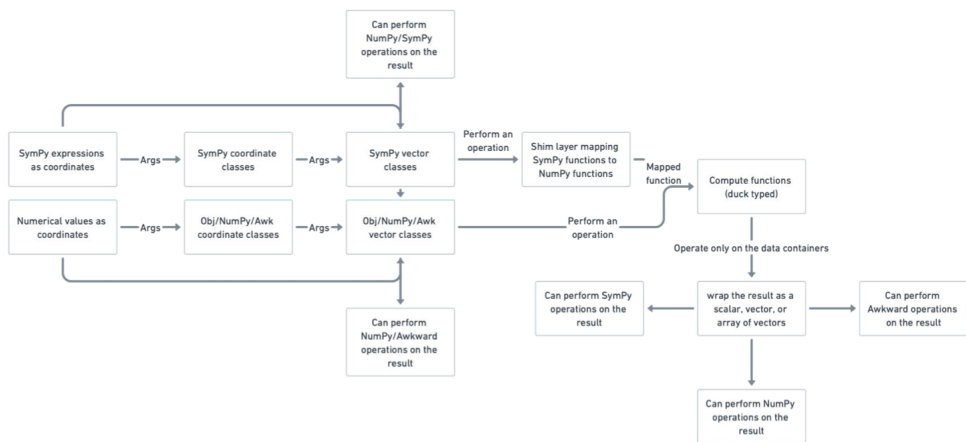 Can perform
NumPy/SymPy
operations on the
result
SymPy expressions
as coordinates
Args
SymPy coordinate
classes
Args
SymPy vector
classes
Perform an
operation
Shim layer mapping
SymPy functions to
NumPy functions
Mapped
function
Compute functions
(duck typed)
Numerical values as
coordinates
Args
Obj/NumPy/Awk
coordinate classes
Args
Obj/NumPy/Awk
vector classes
Perform an
operation
Operate only on the data containers
Can perform
NumPy/Awkward
operations on the
result
Can perform SymPy
operations on the
result
wrap the result as a
scalar, vector, or
array of vectors
Can perform
Awkward operations
on the result
Can perform NumPy
operations on the
result